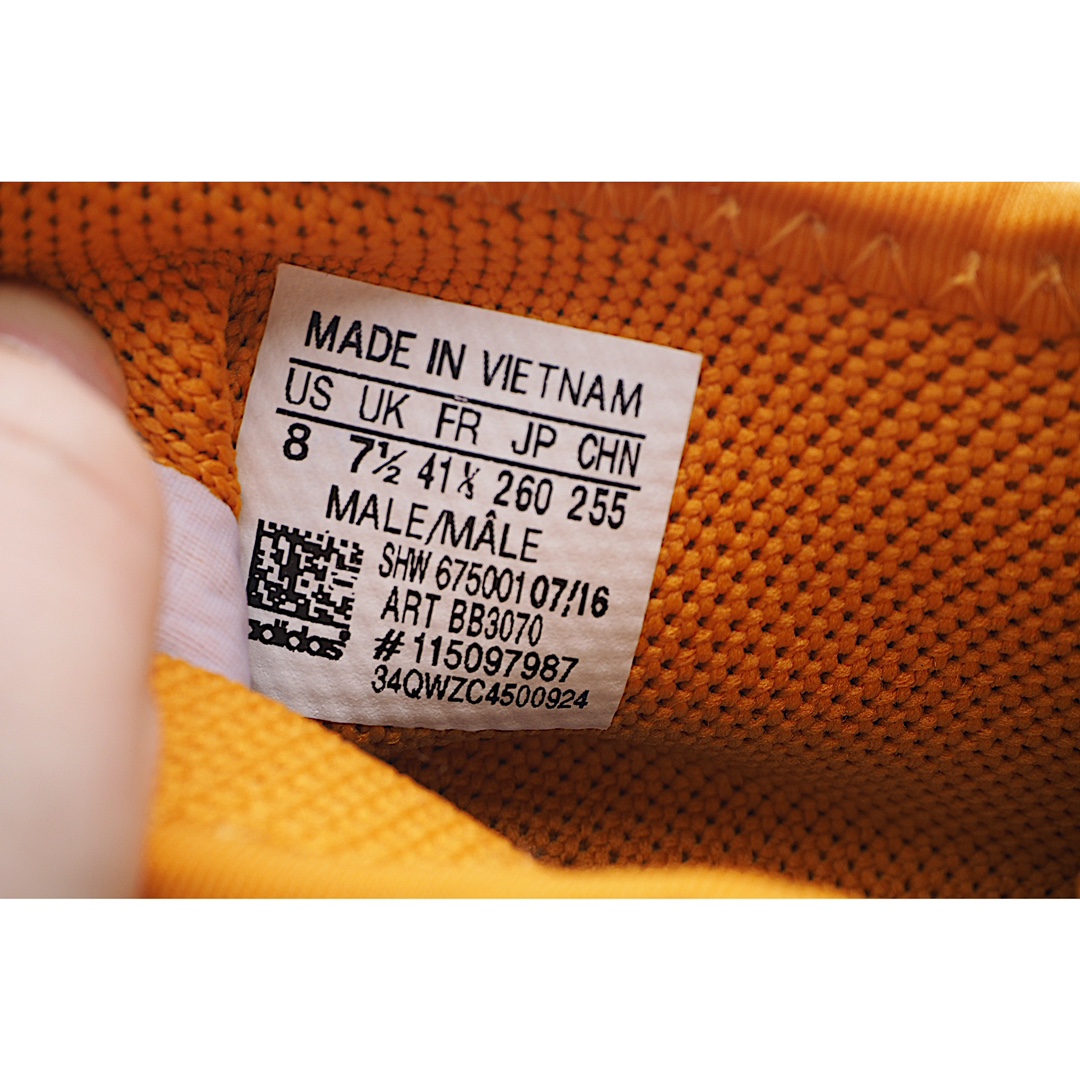 MADE IN VIETNAM
US UK FR JP CHN
8 7½ 41⅓ 260 255
MALE/MÂLE
SHW 675001 07/16
ART BB3070
adidas
# 115097987
34QWZC4500924